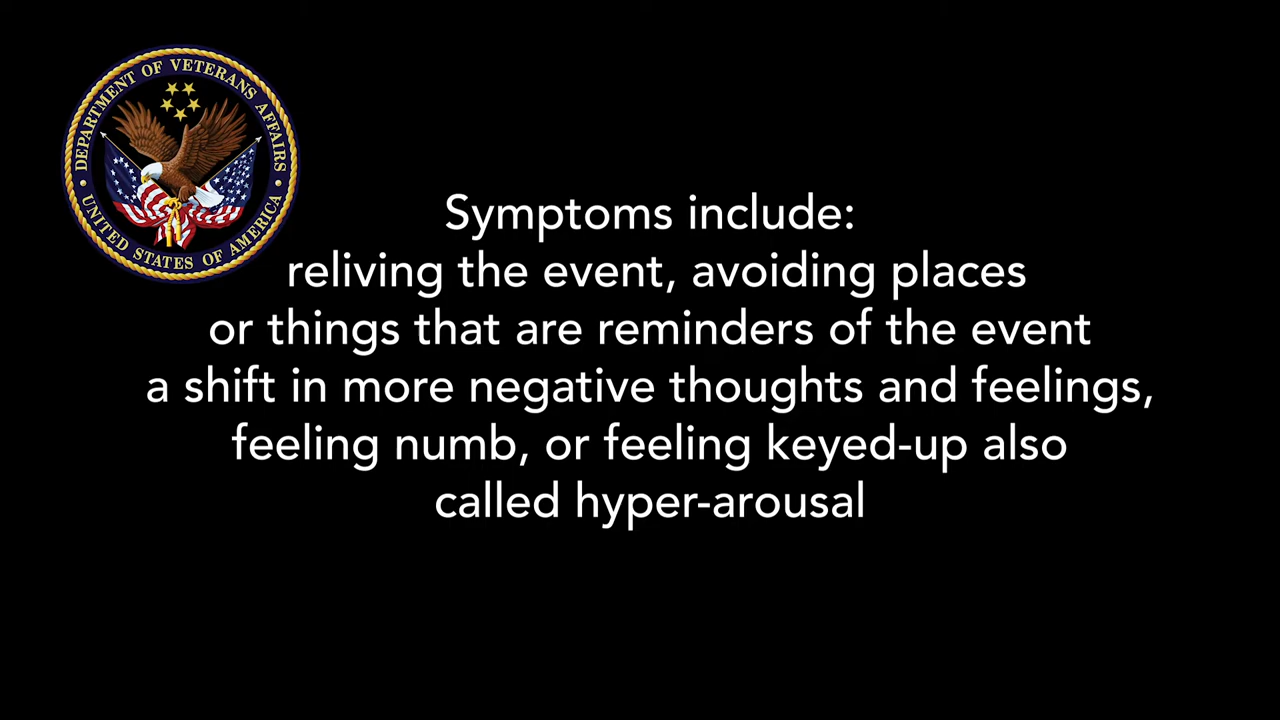 DEPARTMENT OF VETERANS AFFAIRS
UNITED STATES OF AMERICA
Symptoms include:
reliving the event, avoiding places
or things that are reminders of the event
a shift in more negative thoughts and feelings,
feeling numb, or feeling keyed-up also
called hyper-arousal